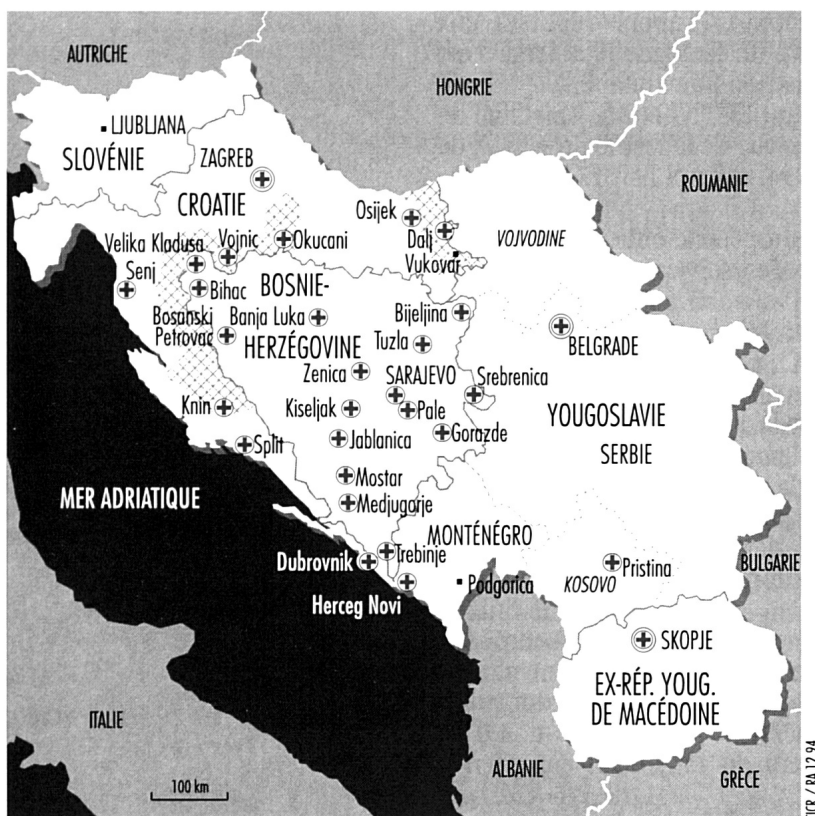 AUTRICHE
HONGRIE
LJUBLJANA
SLOVÉNIE
ZAGREB
ROUMANIE
CROATIE
Osijek
VOJVODINE
Velika Kladusa
Vojnic
Okucani
Dalj
Vukovar
Senj
Bihac
BOSNIE-
HERZÉGOVINE
Bijeljina
Bosanski
Petrovac
Banja Luka
Tuzla
BELGRADE
Zenica
SARAJEVO
Srebrenica
Knin
Kiseljak
Pale
YOUGOSLAVIE
SERBIE
Split
Jablanica
Gorazde
MER ADRIATIQUE
Mostar
Medjugorje
MONTÉNÉGRO
Dubrovnik
Trebinje
Pristina
BULGARIE
Herceg Novi
Podgorica
KOSOVO
SKOPJE
EX-RÉP. YOUG.
DE MACÉDOINE
ITALIE
ALBANIE
GRÈCE
100 km
/ RA 12.94